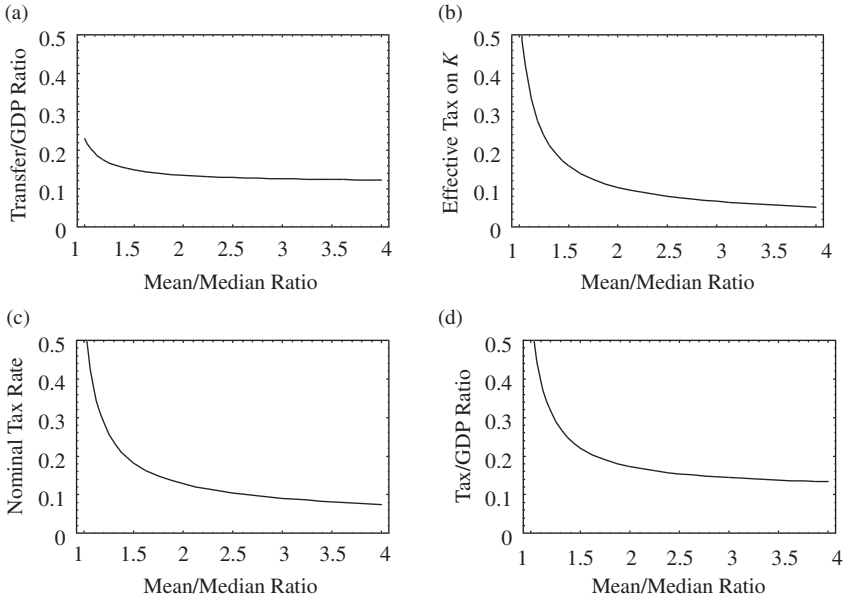 (a)
Transfer/GDP Ratio
0.5
0.4
0.3
0.2
0.1
0
1 1.5 2 2.5 3 3.5 4
Mean/Median Ratio
(b)
Effective Tax on K
0.5
0.4
0.3
0.2
0.1
0
1 1.5 2 2.5 3 3.5 4
Mean/Median Ratio
(c)
Nominal Tax Rate
0.5
0.4
0.3
0.2
0.1
0
1 1.5 2 2.5 3 3.5 4
Mean/Median Ratio
(d)
Tax/GDP Ratio
0.5
0.4
0.3
0.2
0.1
0
1 1.5 2 2.5 3 3.5 4
Mean/Median Ratio